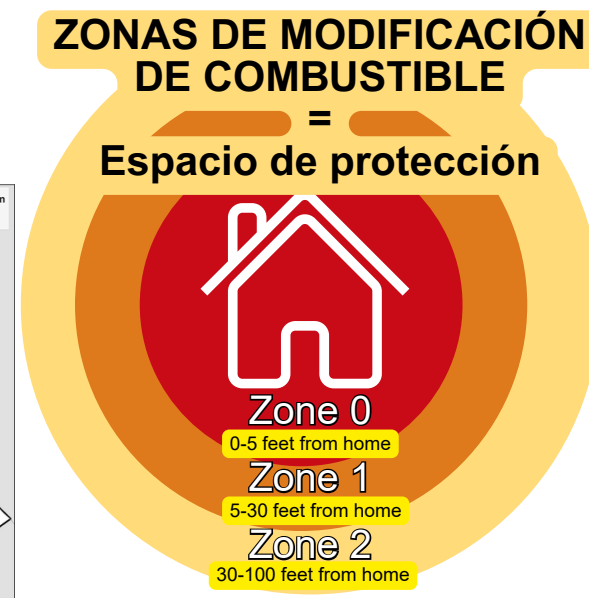 ZONAS DE MODIFICACIÓN
DE COMBUSTIBLE
=
Espacio de protección
Zone 0
0-5 feet from home
Zone 1
5-30 feet from home
Zone 2
30-100 feet from home